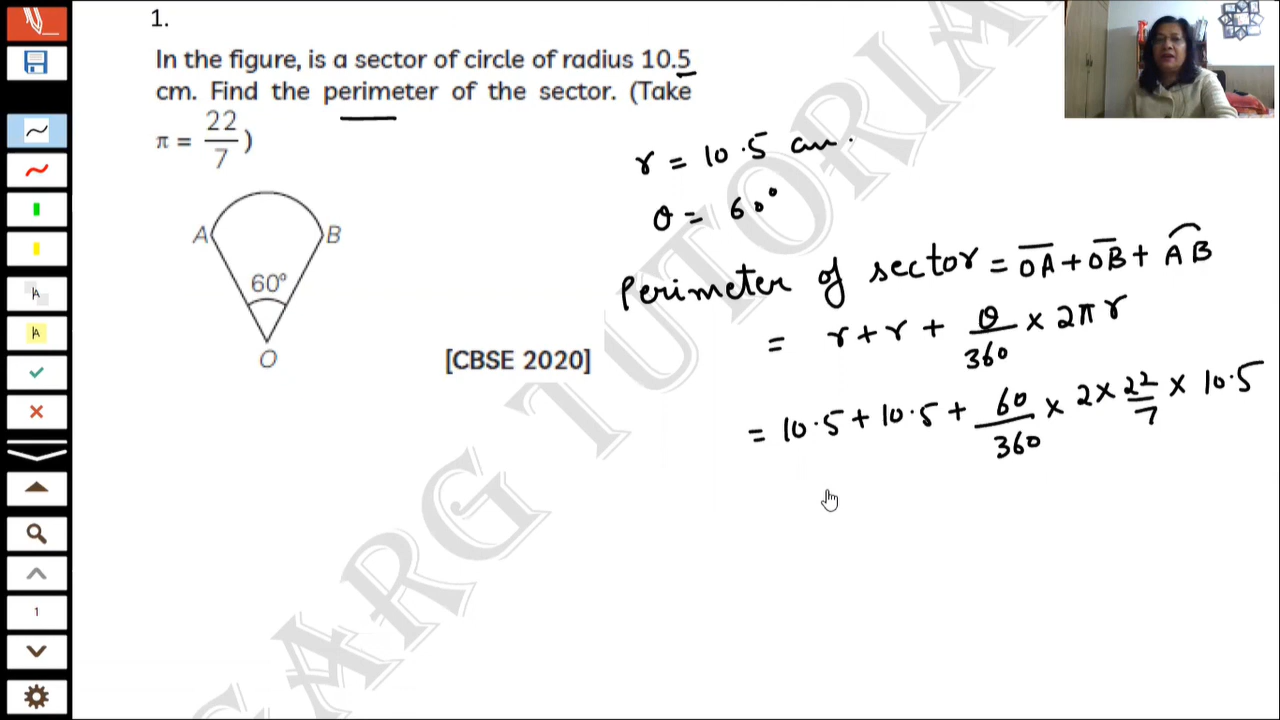 1.
In the figure, is a sector of circle of radius 10.5
cm. Find the perimeter of the sector. (Take
π = 22/7)
A
B
60°
O
[CBSE 2020]
r = 10.5 cm.
θ = 60°
Perimeter of sector = OA + OB + AB
= r + r + θ/360 × 2πr
= 10.5 + 10.5 + 60/360 × 2 × 22/7 × 10.5
GARG TUTORIA
A
A
1